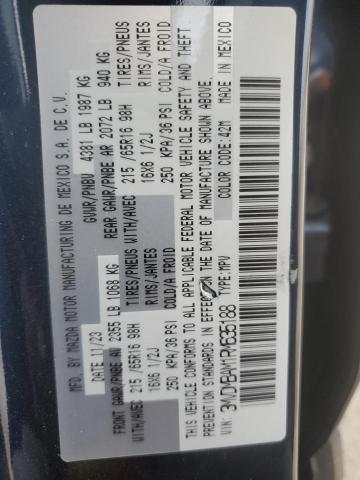 MFD. BY MAZDA MOTOR MANUFACTURING DE MEXICO S.A. DE C.V.
DATE 11/23 GVWR/PNBV 4381 LB 1987 KG
FRONT GAWR/PNBE AV 2355 LB 1068 KG REAR GAWR/PNBE AR 2072 LB 940 KG
WITH/AVEC 215 /65R16 98H TIRES/PNEUS WITH/AVEC 215 /65R16 98H TIRES/PNEUS
16X6 1/2J RIMS/JANTES 16X6 1/2J RIMS/JANTES
250 KPA/36 PSI COLD/A FROID 250 KPA/36 PSI COLD/A FROID
THIS VEHICLE CONFORMS TO ALL APPLICABLE FEDERAL MOTOR VEHICLE SAFETY AND THEFT
PREVENTION STANDARDS IN EFFECT ON THE DATE OF MANUFACTURE SHOWN ABOVE.
VIN: 3MVDMBAM1RM635188 TYPE:MPV COLOR CODE:42M MADE IN MEXICO